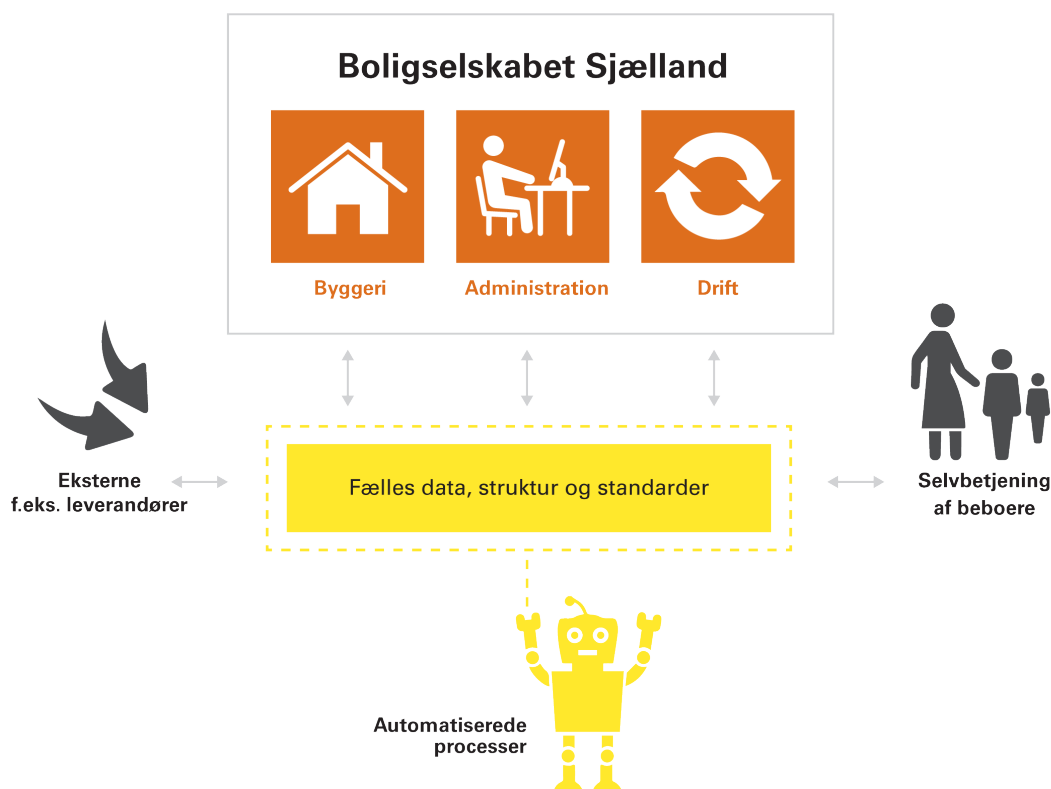 Boligselskabet Sjælland
Byggeri
Administration
Drift
Eksterne
f.eks. leverandører
Fælles data, struktur og standarder
Selvbetjening
af beboere
Automatiserede
processer